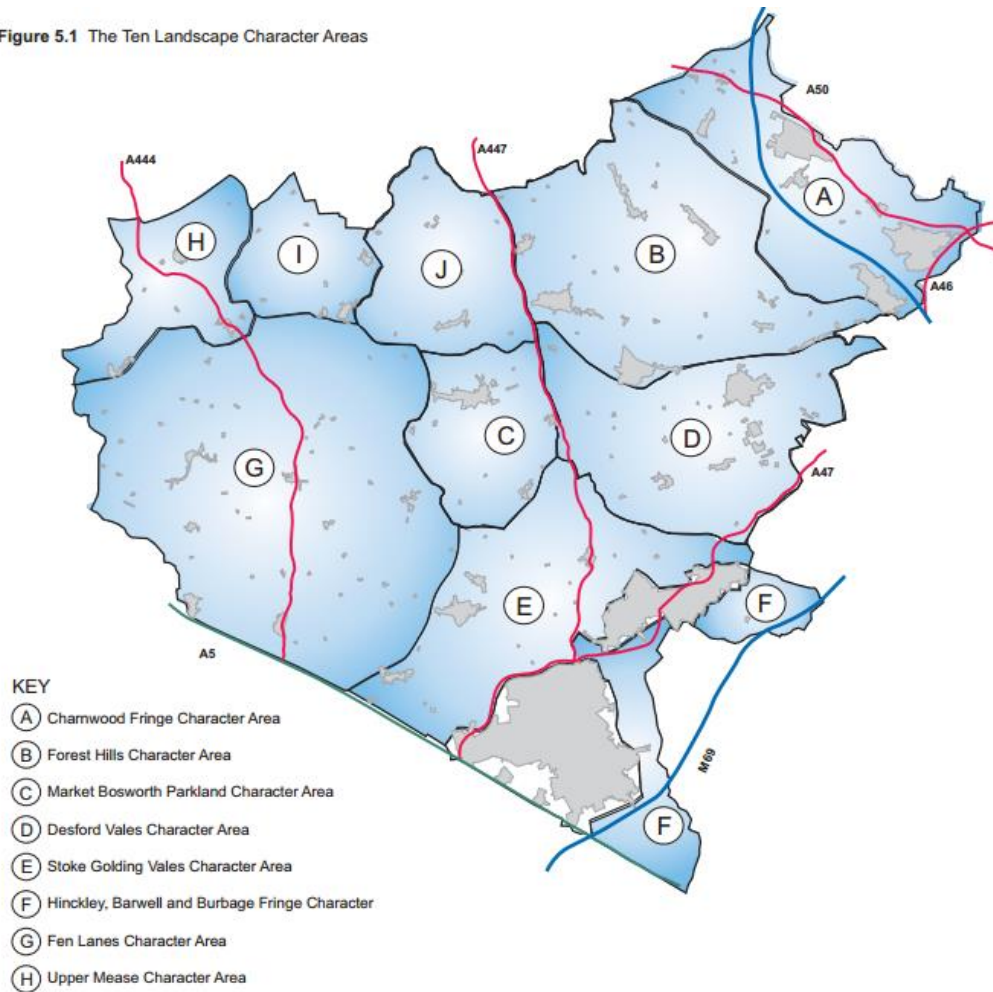 Figure 5.1 The Ten Landscape Character Areas
A50
A444
A447
A
H
I
J
B
A46
C
D
G
A47
E
F
A5
M69
F
KEY
A Charnwood Fringe Character Area
B Forest Hills Character Area
C Market Bosworth Parkland Character Area
D Desford Vales Character Area
E Stoke Golding Vales Character Area
F Hinckley, Barwell and Burbage Fringe Character
G Fen Lanes Character Area
H Upper Mease Character Area